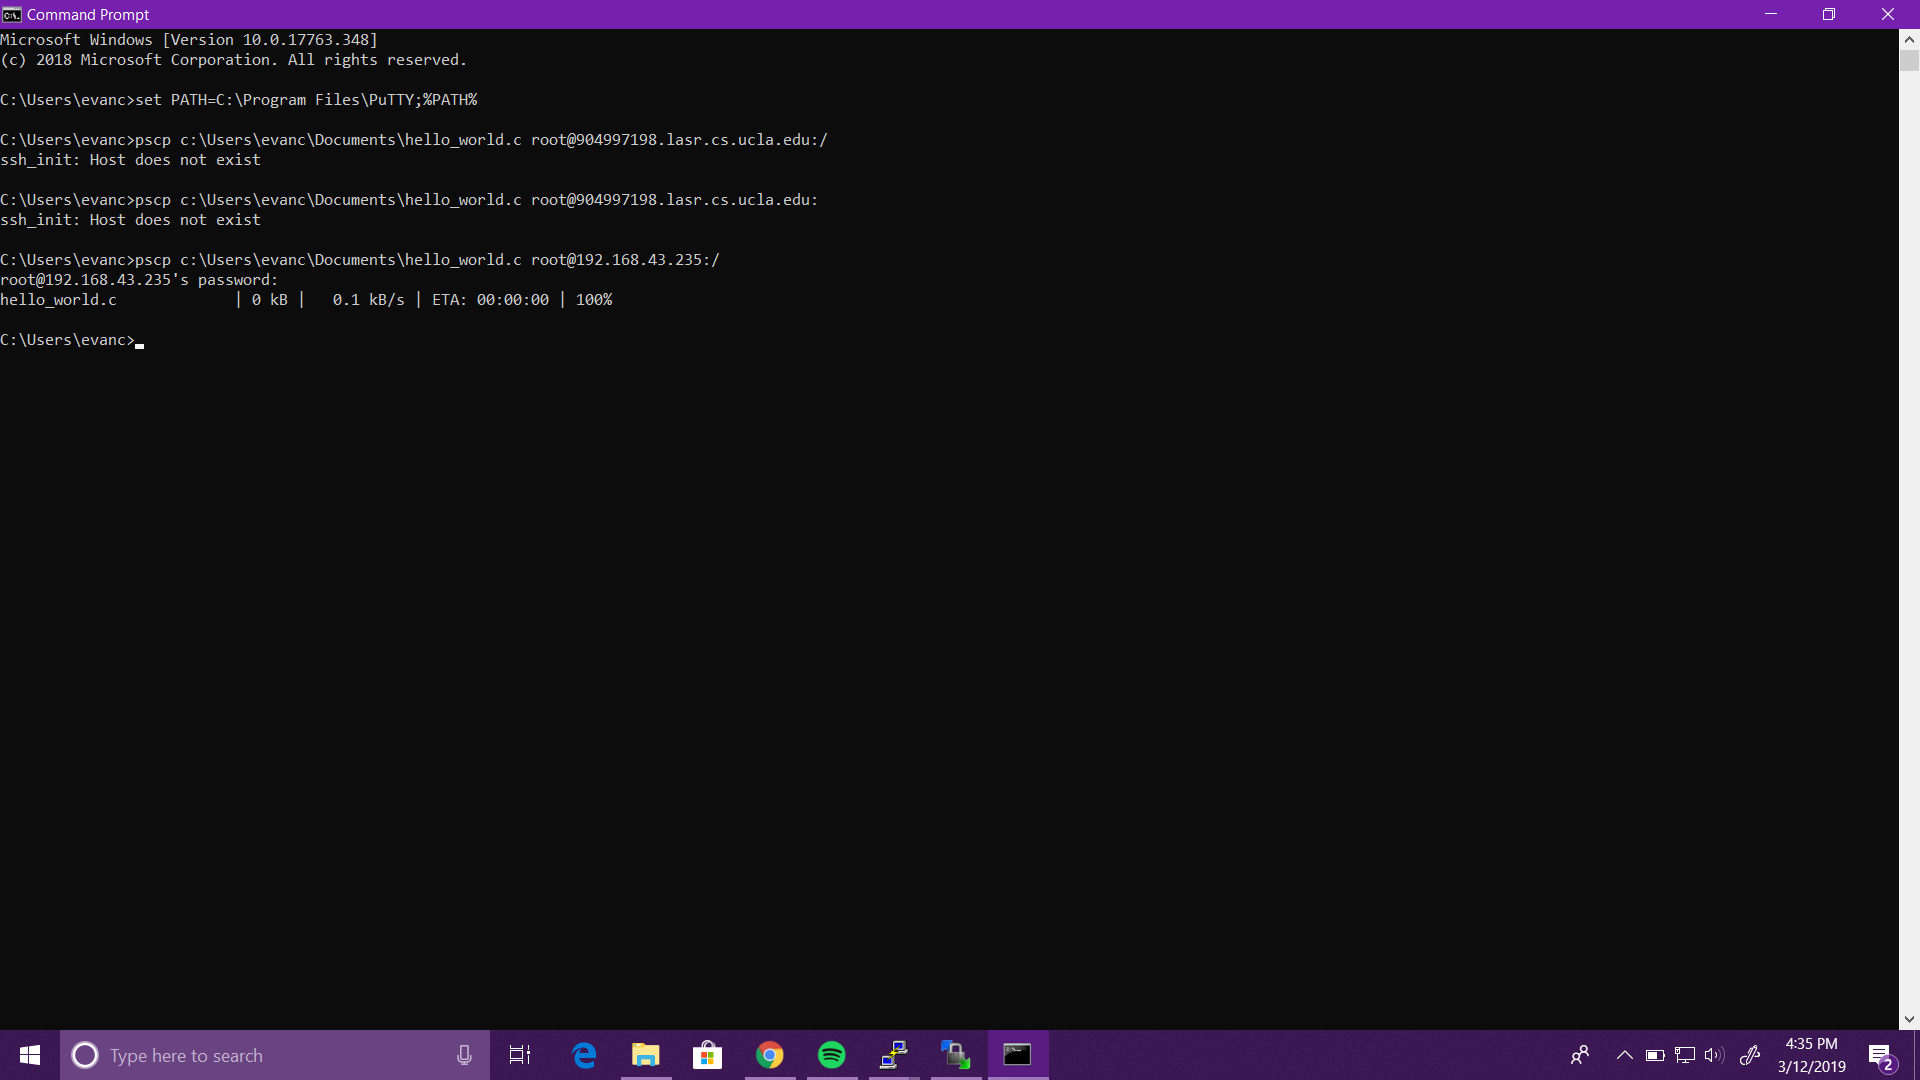 Command Prompt
Microsoft Windows [Version 10.0.17763.348]
(c) 2018 Microsoft Corporation. All rights reserved.
C:\Users\evanc>set PATH=C:\Program Files\PuTTY;%PATH%
C:\Users\evanc>pscp c:\Users\evanc\Documents\hello_world.c root@904997198.lasr.cs.ucla.edu:/
ssh_init: Host does not exist
C:\Users\evanc>pscp c:\Users\evanc\Documents\hello_world.c root@904997198.lasr.cs.ucla.edu:
ssh_init: Host does not exist
C:\Users\evanc>pscp c:\Users\evanc\Documents\hello_world.c root@192.168.43.235:/
root@192.168.43.235's password:
hello_world.c | 0 kB | 0.1 kB/s | ETA: 00:00:00 | 100%
C:\Users\evanc>
Type here to search
4:35 PM
3/12/2019
2